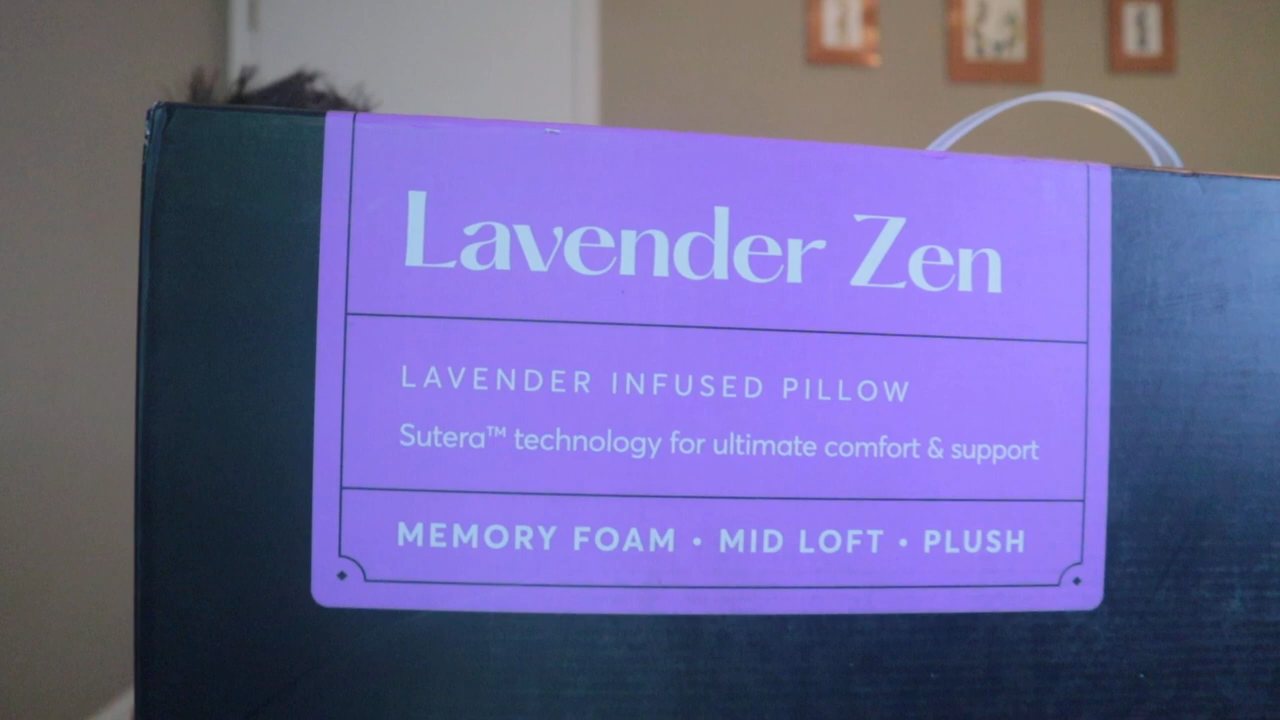 Lavender Zen
LAVENDER INFUSED PILLOW
Sutera™ technology for ultimate comfort & support
MEMORY FOAM • MID LOFT • PLUSH